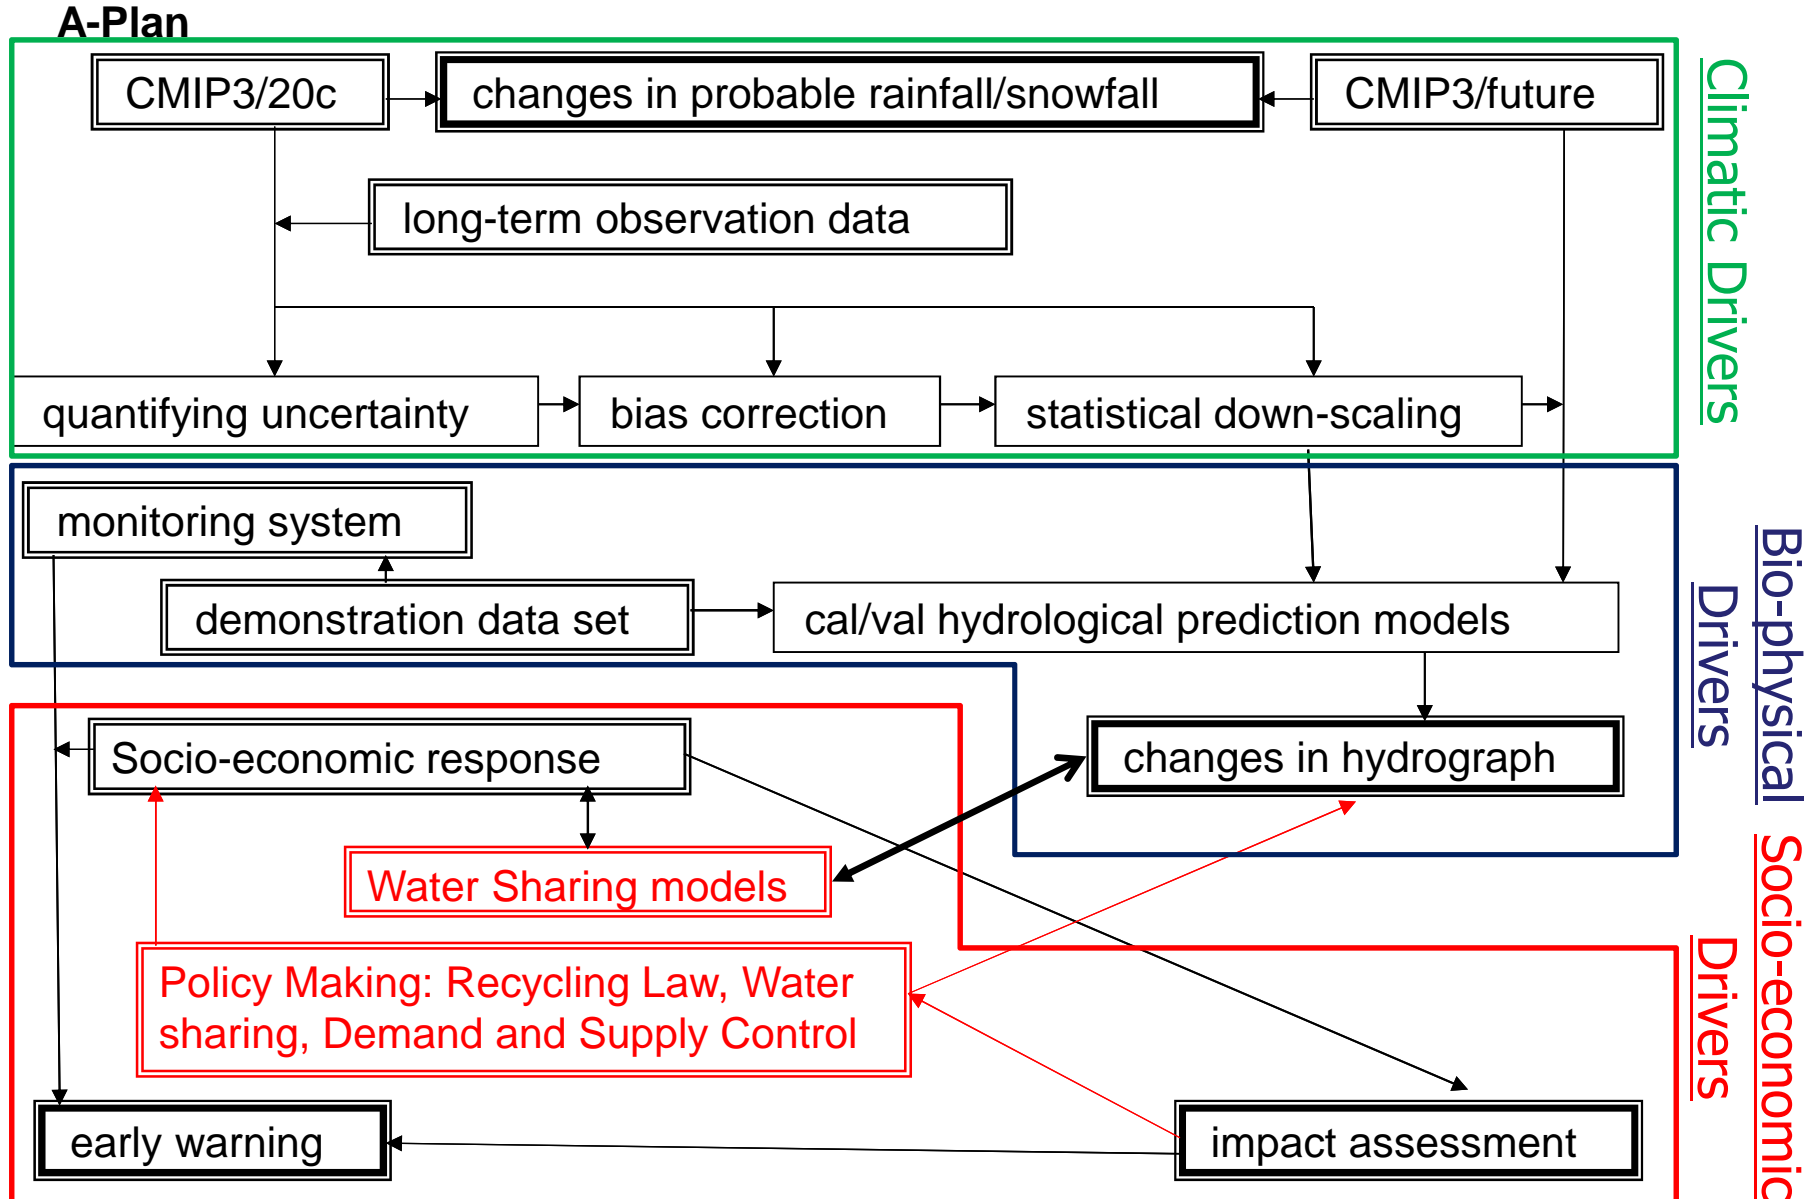 A-Plan
CMIP3/20c
changes in probable rainfall/snowfall
CMIP3/future
long-term observation data
quantifying uncertainty
bias correction
statistical down-scaling
Climatic Drivers
monitoring system
demonstration data set
cal/val hydrological prediction models
changes in hydrograph
Bio-physical
Drivers
Socio-economic response
Water Sharing models
Policy Making: Recycling Law, Water
sharing, Demand and Supply Control
early warning
impact assessment
Socio-economic
Drivers